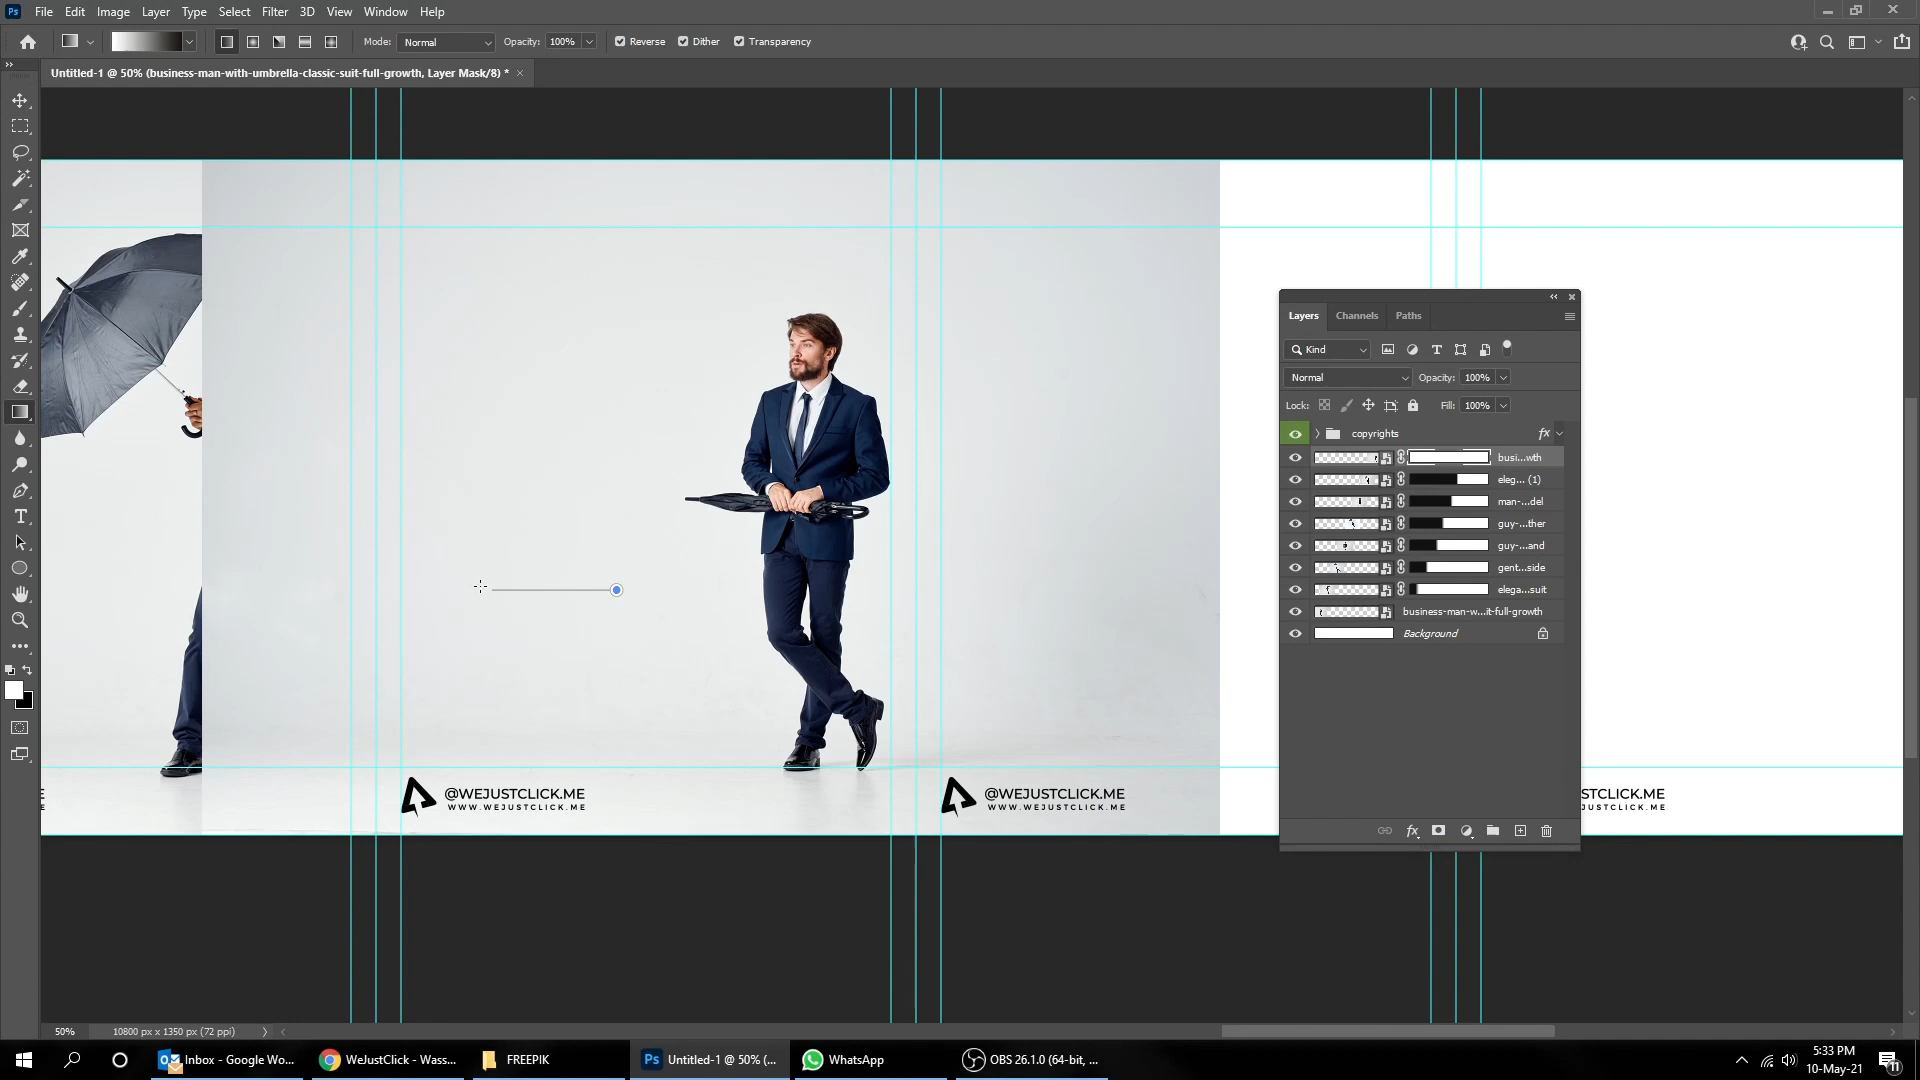 Ps File Edit Image Layer Type Select Filter 3D View Window Help
Mode: Normal Opacity: 100% Reverse Dither Transparency
Untitled-1 @ 50% (business-man-with-umbrella-classic-suit-full-growth, Layer Mask/8) *
Layers Channels Paths
Kind
Normal Opacity: 100%
Lock: Fill: 100%
copyrights fx
busi...wth
eleg... (1)
man-...del
guy-...ther
guy-...and
gent...side
elega...suit
business-man-w...it-full-growth
Background
@WEJUSTCLICK.ME
WWW.WEJUSTCLICK.ME
@WEJUSTCLICK.ME
WWW.WEJUSTCLICK.ME
STCLICK.ME
JUSTCLICK.ME
fx
50% 10800 px x 1350 px (72 ppi)
Inbox - Google Wo... WeJustClick - Wass... FREEPIK Ps Untitled-1 @ 50% (... WhatsApp OBS 26.1.0 (64-bit, ...
5:33 PM
10-May-21
11